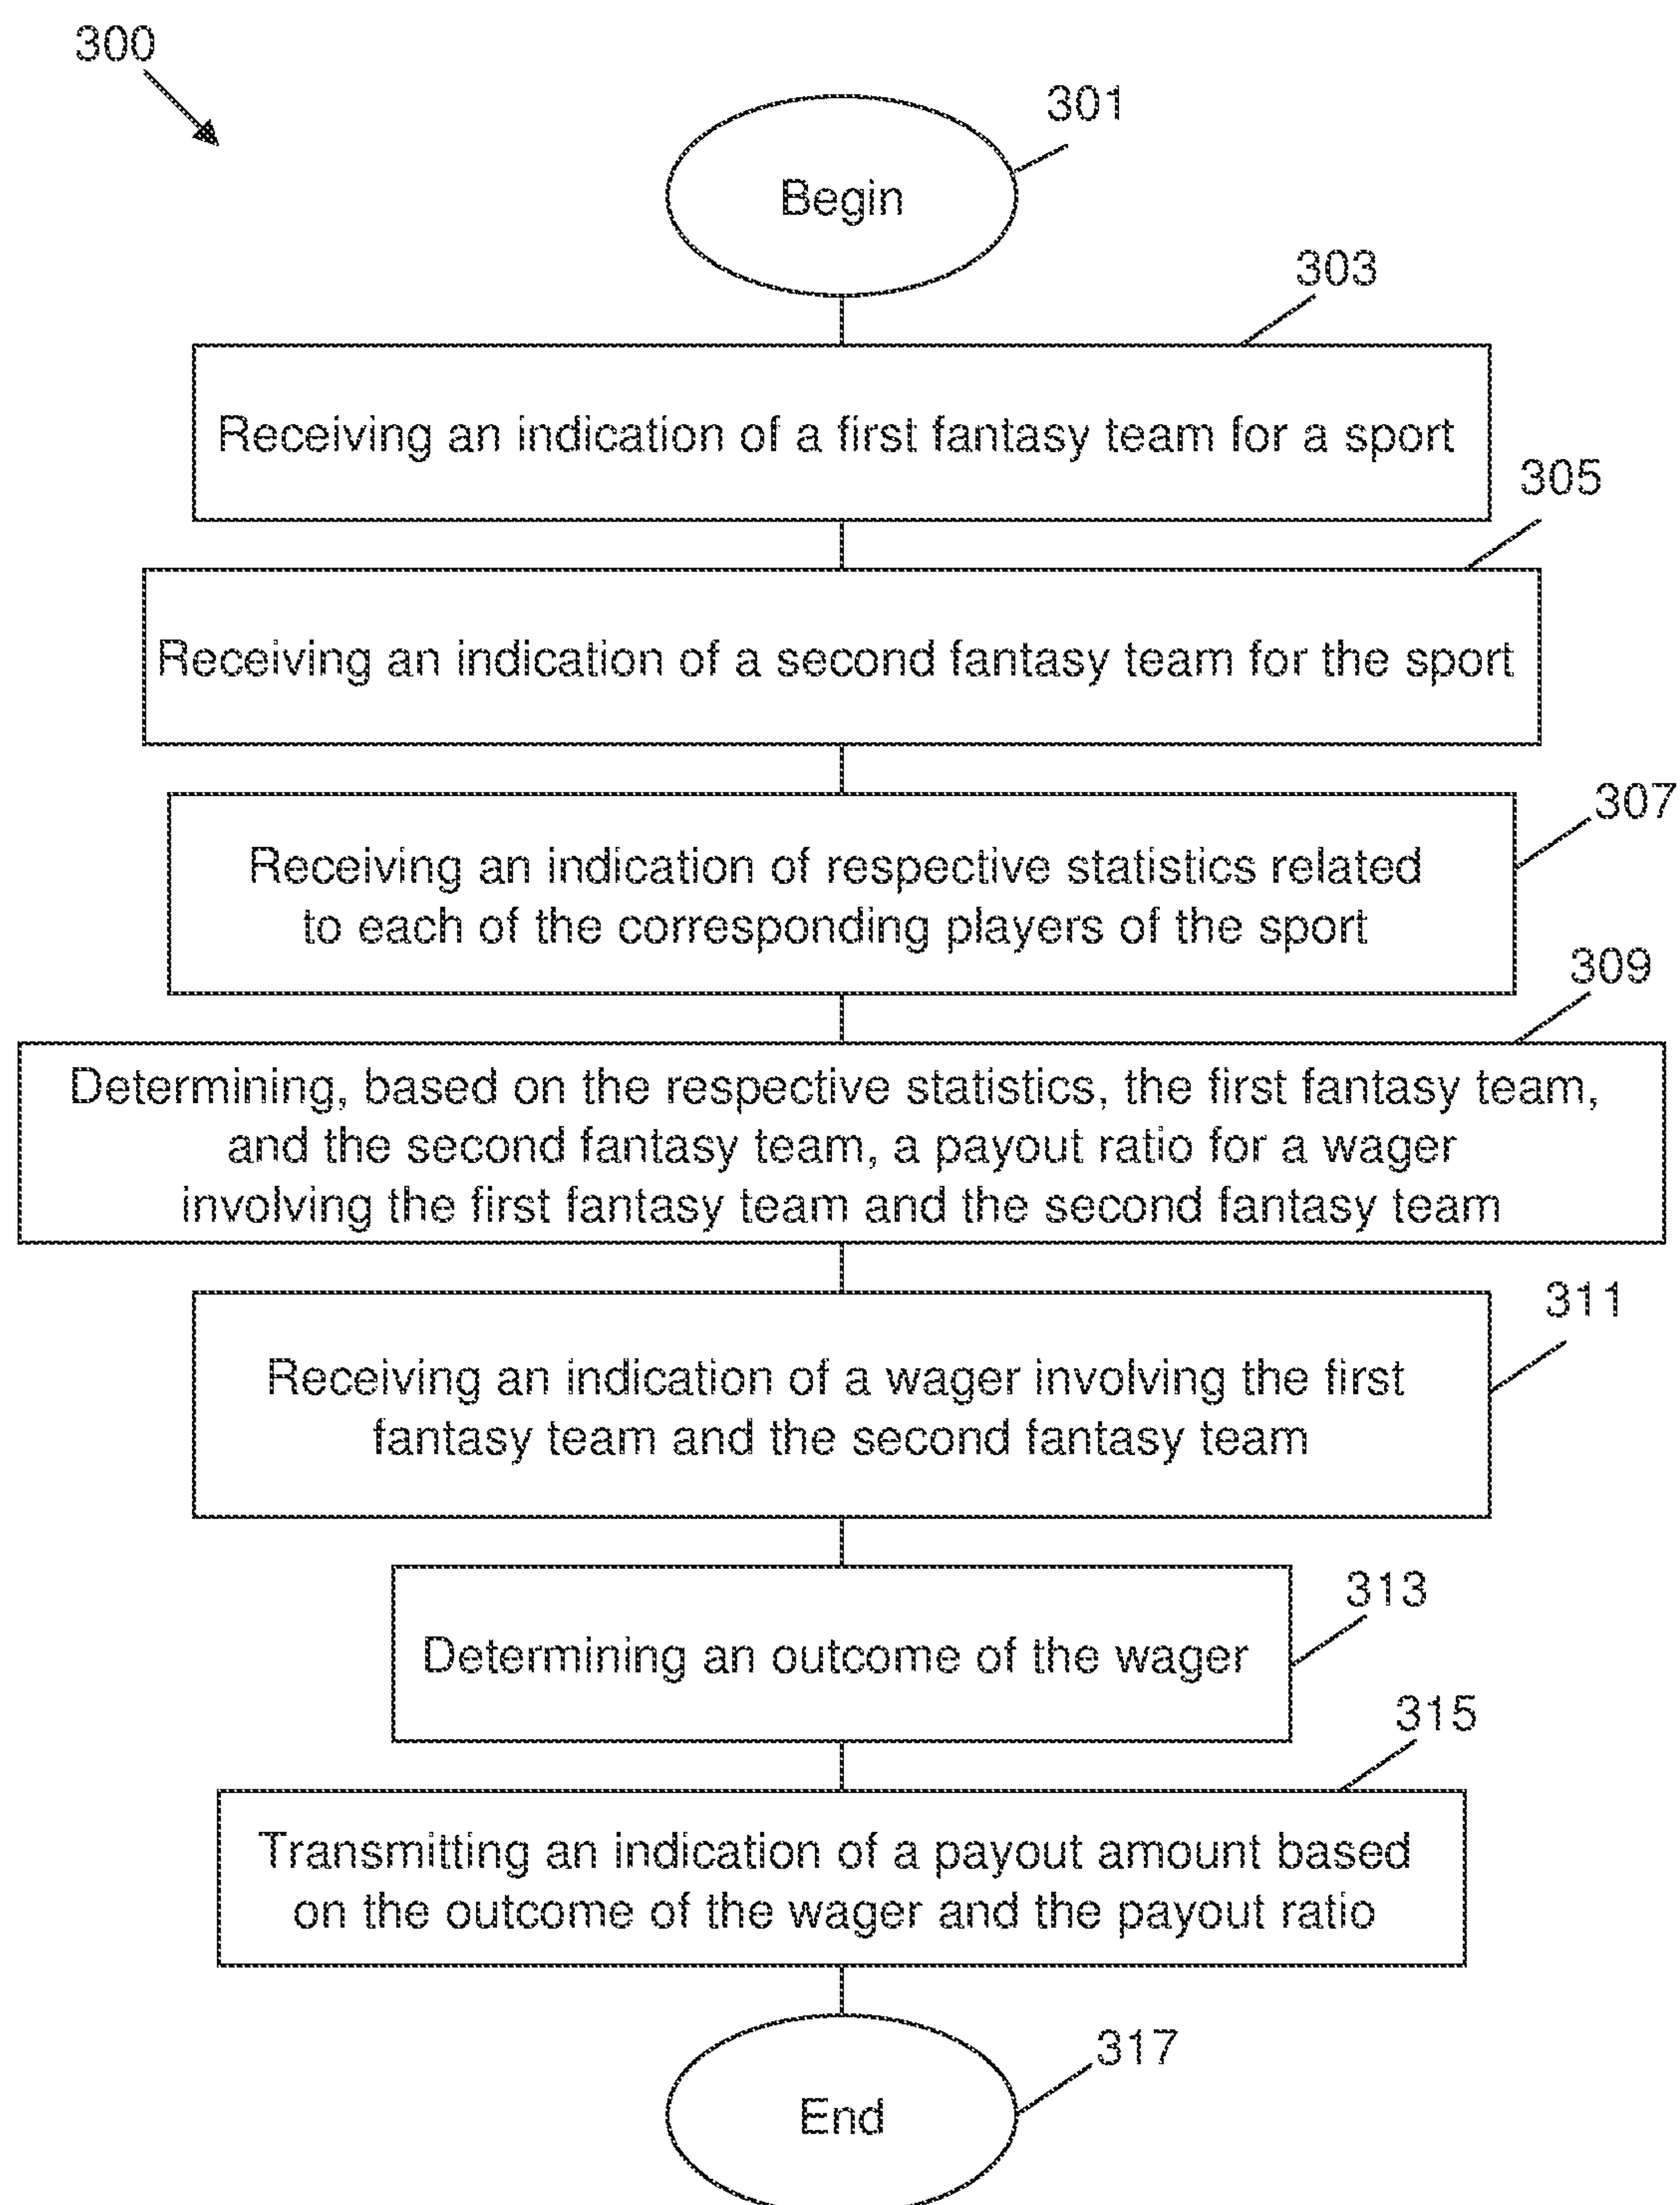 300
301
Begin
303
Receiving an indication of a first fantasy team for a sport
305
Receiving an indication of a second fantasy team for the sport
307
Receiving an indication of respective statistics related
to each of the corresponding players of the sport
309
Determining, based on the respective statistics, the first fantasy team,
and the second fantasy team, a payout ratio for a wager
involving the first fantasy team and the second fantasy team
311
Receiving an indication of a wager involving the first
fantasy team and the second fantasy team
313
Determining an outcome of the wager
315
Transmitting an indication of a payout amount based
on the outcome of the wager and the payout ratio
317
End